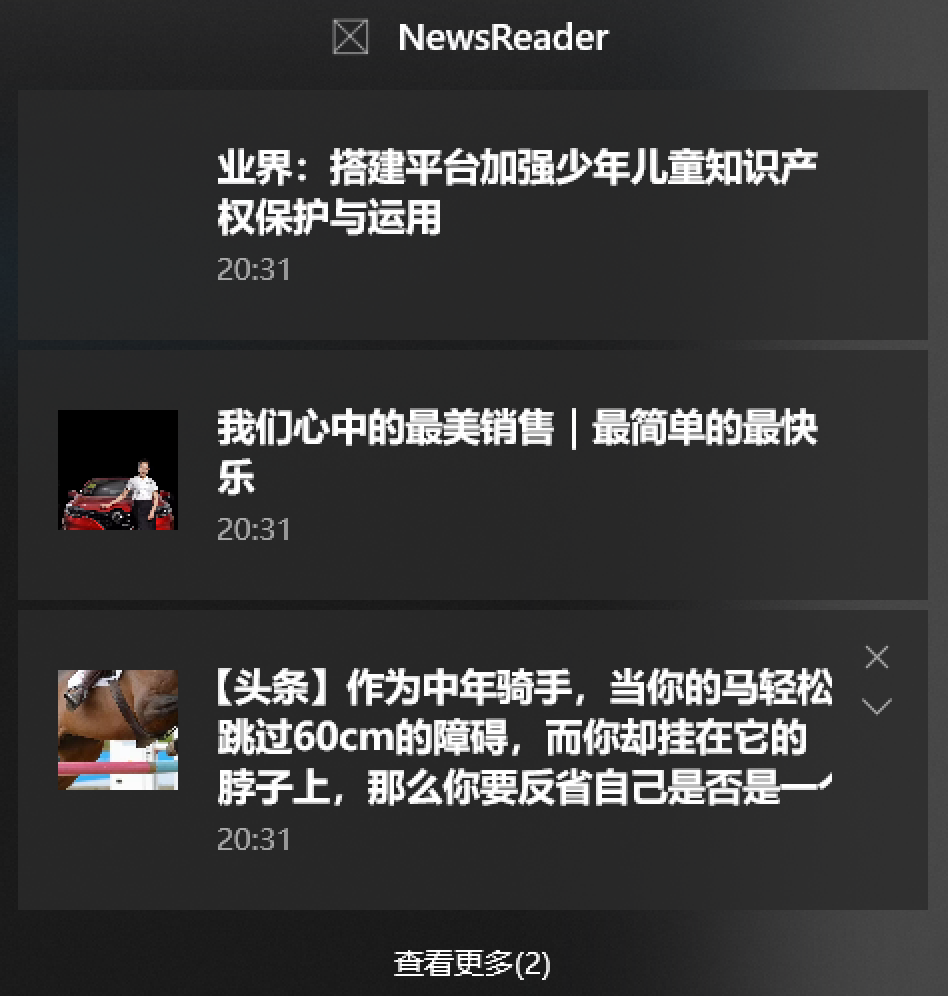 NewsReader
业界：搭建平台加强少年儿童知识产
权保护与运用
20:31
我们心中的最美销售｜最简单的最快
乐
20:31
【头条】作为中年骑手，当你的马轻松
跳过60cm的障碍，而你却挂在它的
脖子上，那么你要反省自己是否是一
20:31
查看更多(2)